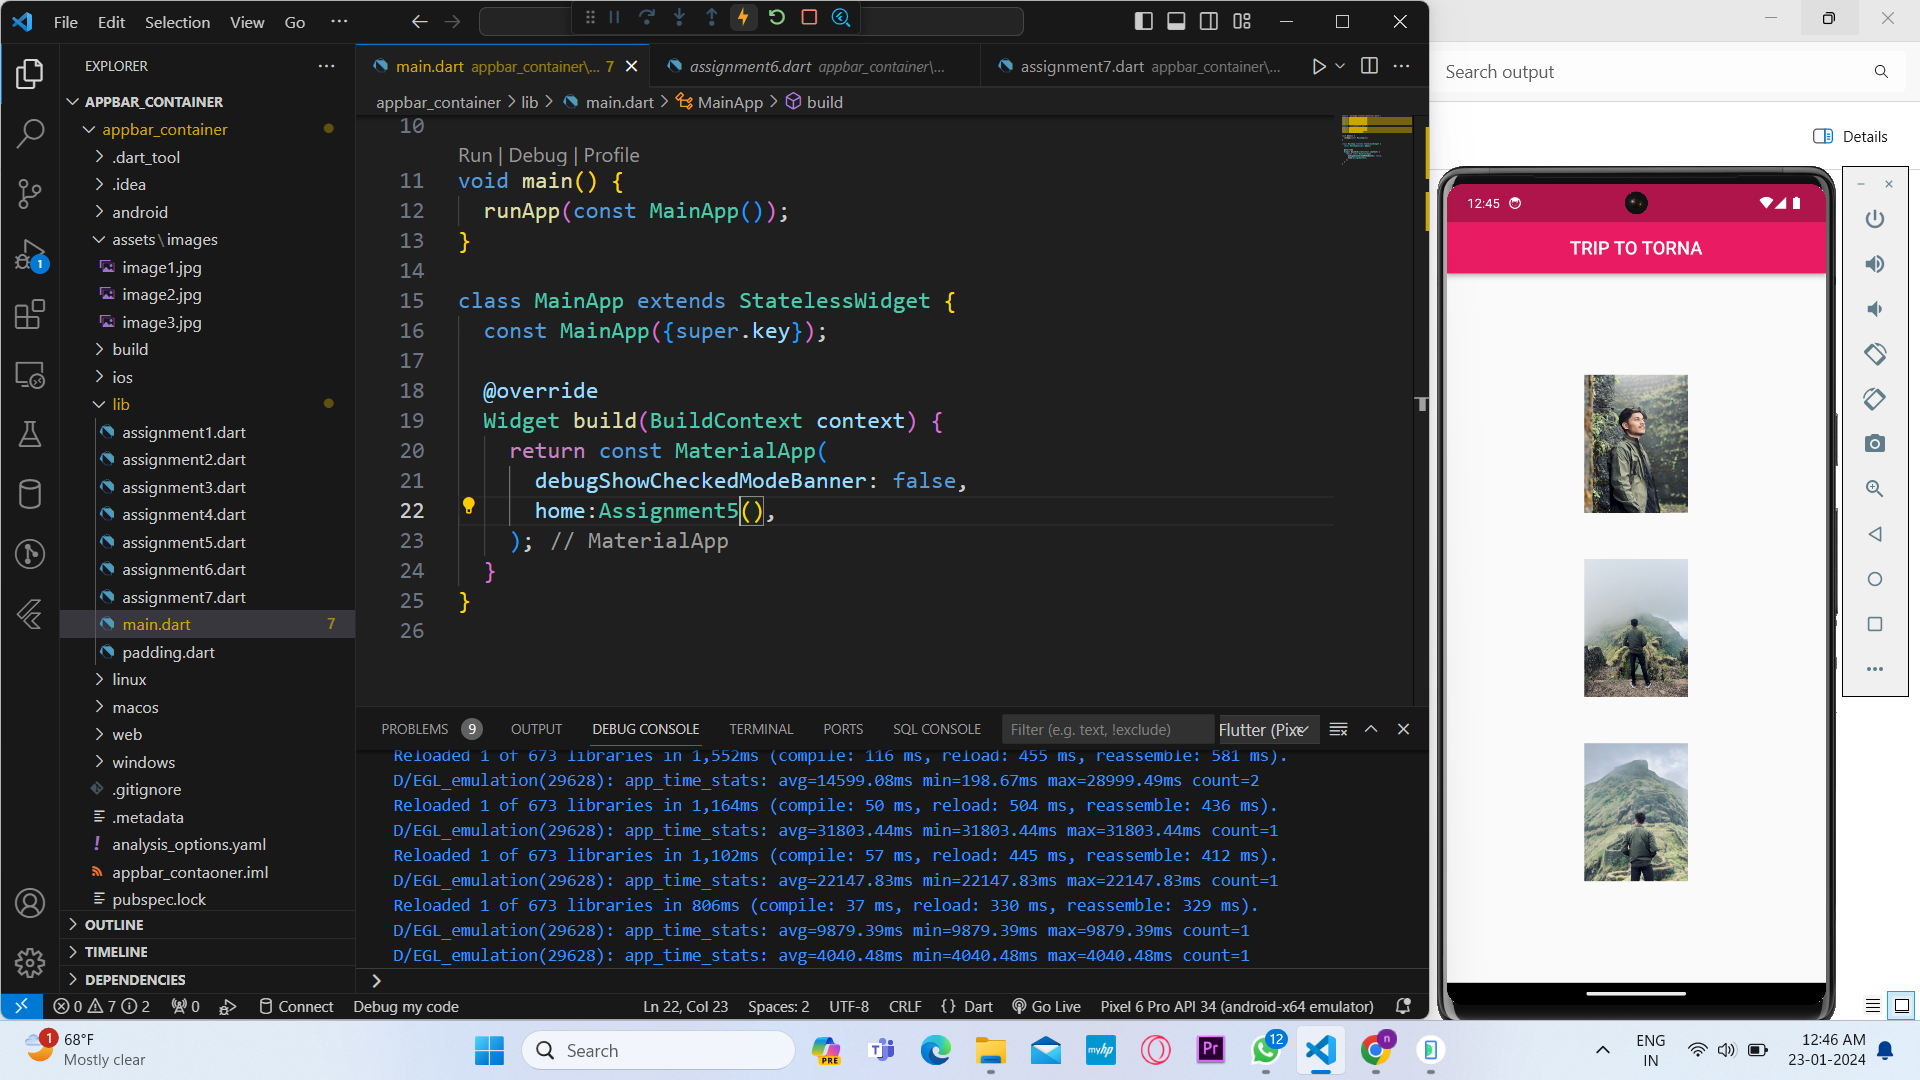 File Edit Selection View Go ···
EXPLORER ···
APPBAR_CONTAINER
appbar_container
.dart_tool
.idea
android
assets\images
image1.jpg
image2.jpg
image3.jpg
build
ios
lib
assignment1.dart
assignment2.dart
assignment3.dart
assignment4.dart
assignment5.dart
assignment6.dart
assignment7.dart
main.dart 7
padding.dart
linux
macos
web
windows
.gitignore
.metadata
! analysis_options.yaml
appbar_contaoner.iml
pubspec.lock
OUTLINE
TIMELINE
DEPENDENCIES
1
main.dart appbar_container\... 7
assignment6.dart appbar_container\...
assignment7.dart appbar_container\...
appbar_container > lib > main.dart > MainApp > build
10
Run | Debug | Profile
11 void main() {
12 runApp(const MainApp());
13 }
14
15 class MainApp extends StatelessWidget {
16 const MainApp({super.key});
17
18 @override
19 Widget build(BuildContext context) {
20 return const MaterialApp(
21 debugShowCheckedModeBanner: false,
22 home:Assignment5(),
23 ); // MaterialApp
24 }
25 }
26
PROBLEMS 9 OUTPUT DEBUG CONSOLE TERMINAL PORTS SQL CONSOLE Filter (e.g. text, !exclude) Flutter (Pixe
Reloaded 1 of 673 libraries in 1,552ms (compile: 116 ms, reload: 455 ms, reassemble: 581 ms).
D/EGL_emulation(29628): app_time_stats: avg=14599.08ms min=198.67ms max=28999.49ms count=2
Reloaded 1 of 673 libraries in 1,164ms (compile: 50 ms, reload: 504 ms, reassemble: 436 ms).
D/EGL_emulation(29628): app_time_stats: avg=31803.44ms min=31803.44ms max=31803.44ms count=1
Reloaded 1 of 673 libraries in 1,102ms (compile: 57 ms, reload: 445 ms, reassemble: 412 ms).
D/EGL_emulation(29628): app_time_stats: avg=22147.83ms min=22147.83ms max=22147.83ms count=1
Reloaded 1 of 673 libraries in 806ms (compile: 37 ms, reload: 330 ms, reassemble: 329 ms).
D/EGL_emulation(29628): app_time_stats: avg=9879.39ms min=9879.39ms max=9879.39ms count=1
D/EGL_emulation(29628): app_time_stats: avg=4040.48ms min=4040.48ms max=4040.48ms count=1
>
0 7 2 0 Connect Debug my code Ln 22, Col 23 Spaces: 2 UTF-8 CRLF {} Dart Go Live Pixel 6 Pro API 34 (android-x64 emulator)
Search output
Details
12:45
TRIP TO TORNA
1 68°F
Mostly clear
Search
PRE
myhp
Pr
12
n
ENG
IN
12:46 AM
23-01-2024